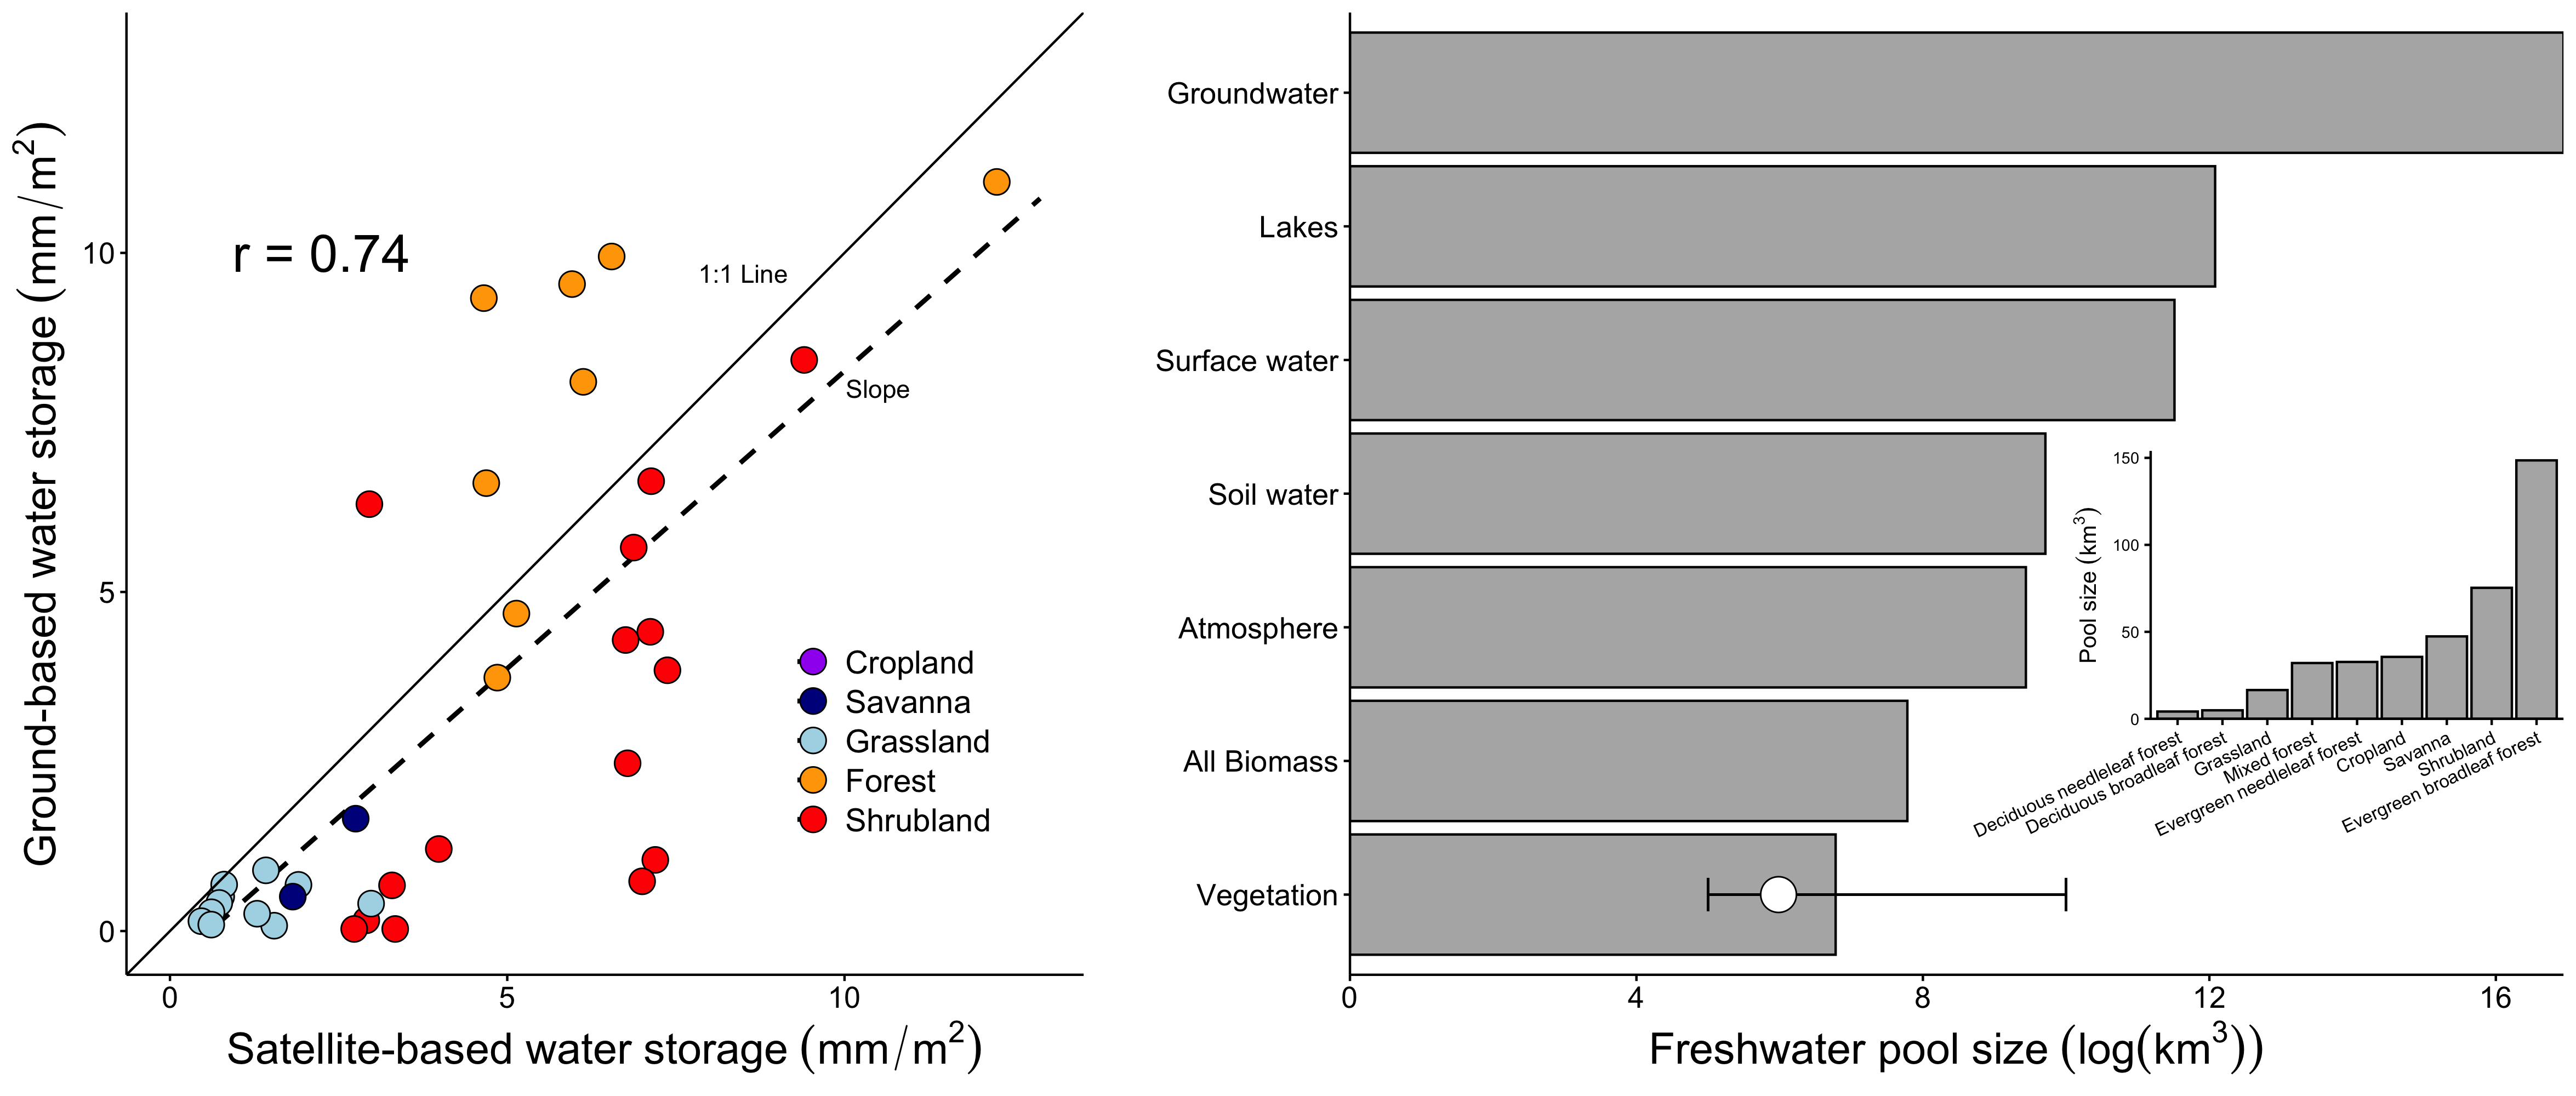 Ground-based water storage (mm/m²)
10
5
0
r = 0.74
1:1 Line
Slope
Cropland
Savanna
Grassland
Forest
Shrubland
0 5 10
Satellite-based water storage (mm/m²)
Groundwater
Lakes
Surface water
Soil water
Atmosphere
All Biomass
Vegetation
0 4 8 12 16
Freshwater pool size (log(km³))
Pool size (km³)
150
100
50
0
Deciduous needleleaf forest
Deciduous broadleaf forest
Grassland
Mixed forest
Evergreen needleleaf forest
Cropland
Savanna
Shrubland
Evergreen broadleaf forest